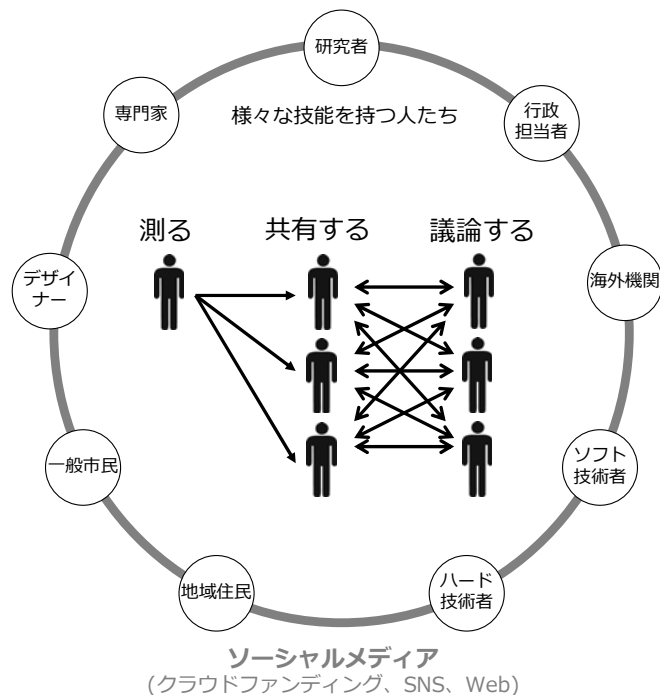 研究者
専門家
様々な技能を持つ人たち
行政
担当者
測る
共有する
議論する
デザイ
ナー
海外機関
一般市民
ソフト
技術者
地域住民
ハード
技術者
ソーシャルメディア
(クラウドファンディング、SNS、Web)